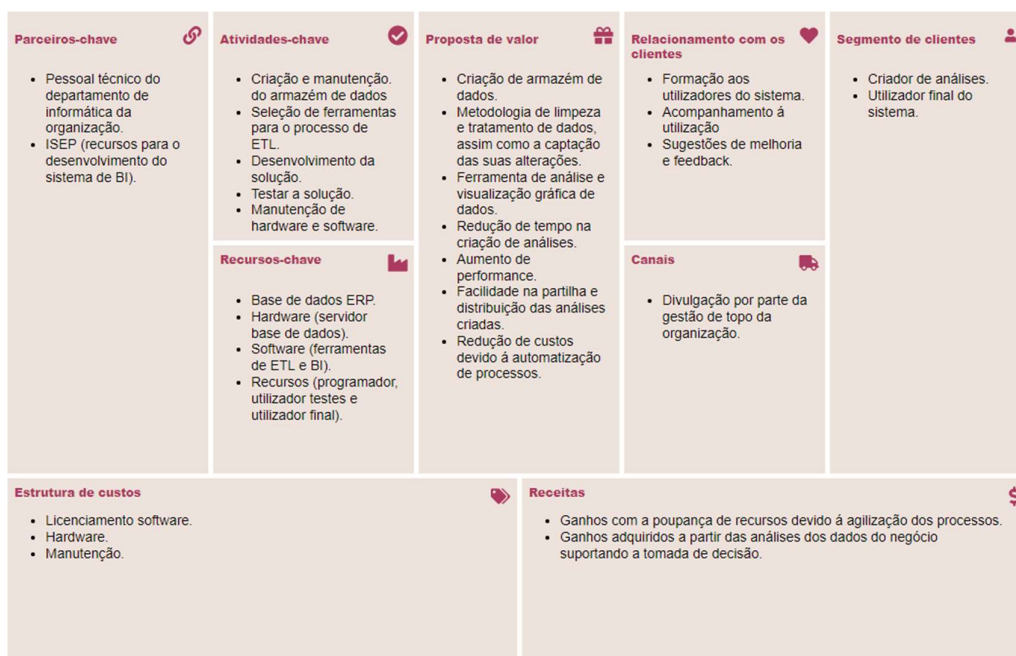 Parceiros-chave
• Pessoal técnico do
departamento de
informática da
organização.
• ISEP (recursos para o
desenvolvimento do
sistema de BI).
Atividades-chave
• Criação e manutenção.
do armazém de dados
• Seleção de ferramentas
para o processo de
ETL.
• Desenvolvimento da
solução.
• Testar a solução.
• Manutenção de
hardware e software.
Recursos-chave
• Base de dados ERP.
• Hardware (servidor
base de dados).
• Software (ferramentas
de ETL e BI).
• Recursos (programador,
utilizador testes e
utilizador final).
Proposta de valor
• Criação de armazém de
dados.
• Metodologia de limpeza
e tratamento de dados,
assim como a captação
das suas alterações.
• Ferramenta de análise e
visualização gráfica de
dados.
• Redução de tempo na
criação de análises.
• Aumento de
performance.
• Facilidade na partilha e
distribuição das análises
criadas.
• Redução de custos
devido á automatização
de processos.
Relacionamento com os
clientes
• Formação aos
utilizadores do sistema.
• Acompanhamento á
utilização
• Sugestões de melhoria
e feedback.
Canais
• Divulgação por parte da
gestão de topo da
organização.
Segmento de clientes
• Criador de análises.
• Utilizador final do
sistema.
Estrutura de custos
• Licenciamento software.
• Hardware.
• Manutenção.
Receitas
• Ganhos com a poupança de recursos devido á agilização dos processos.
• Ganhos adquiridos a partir das análises dos dados do negócio
suportando a tomada de decisão.